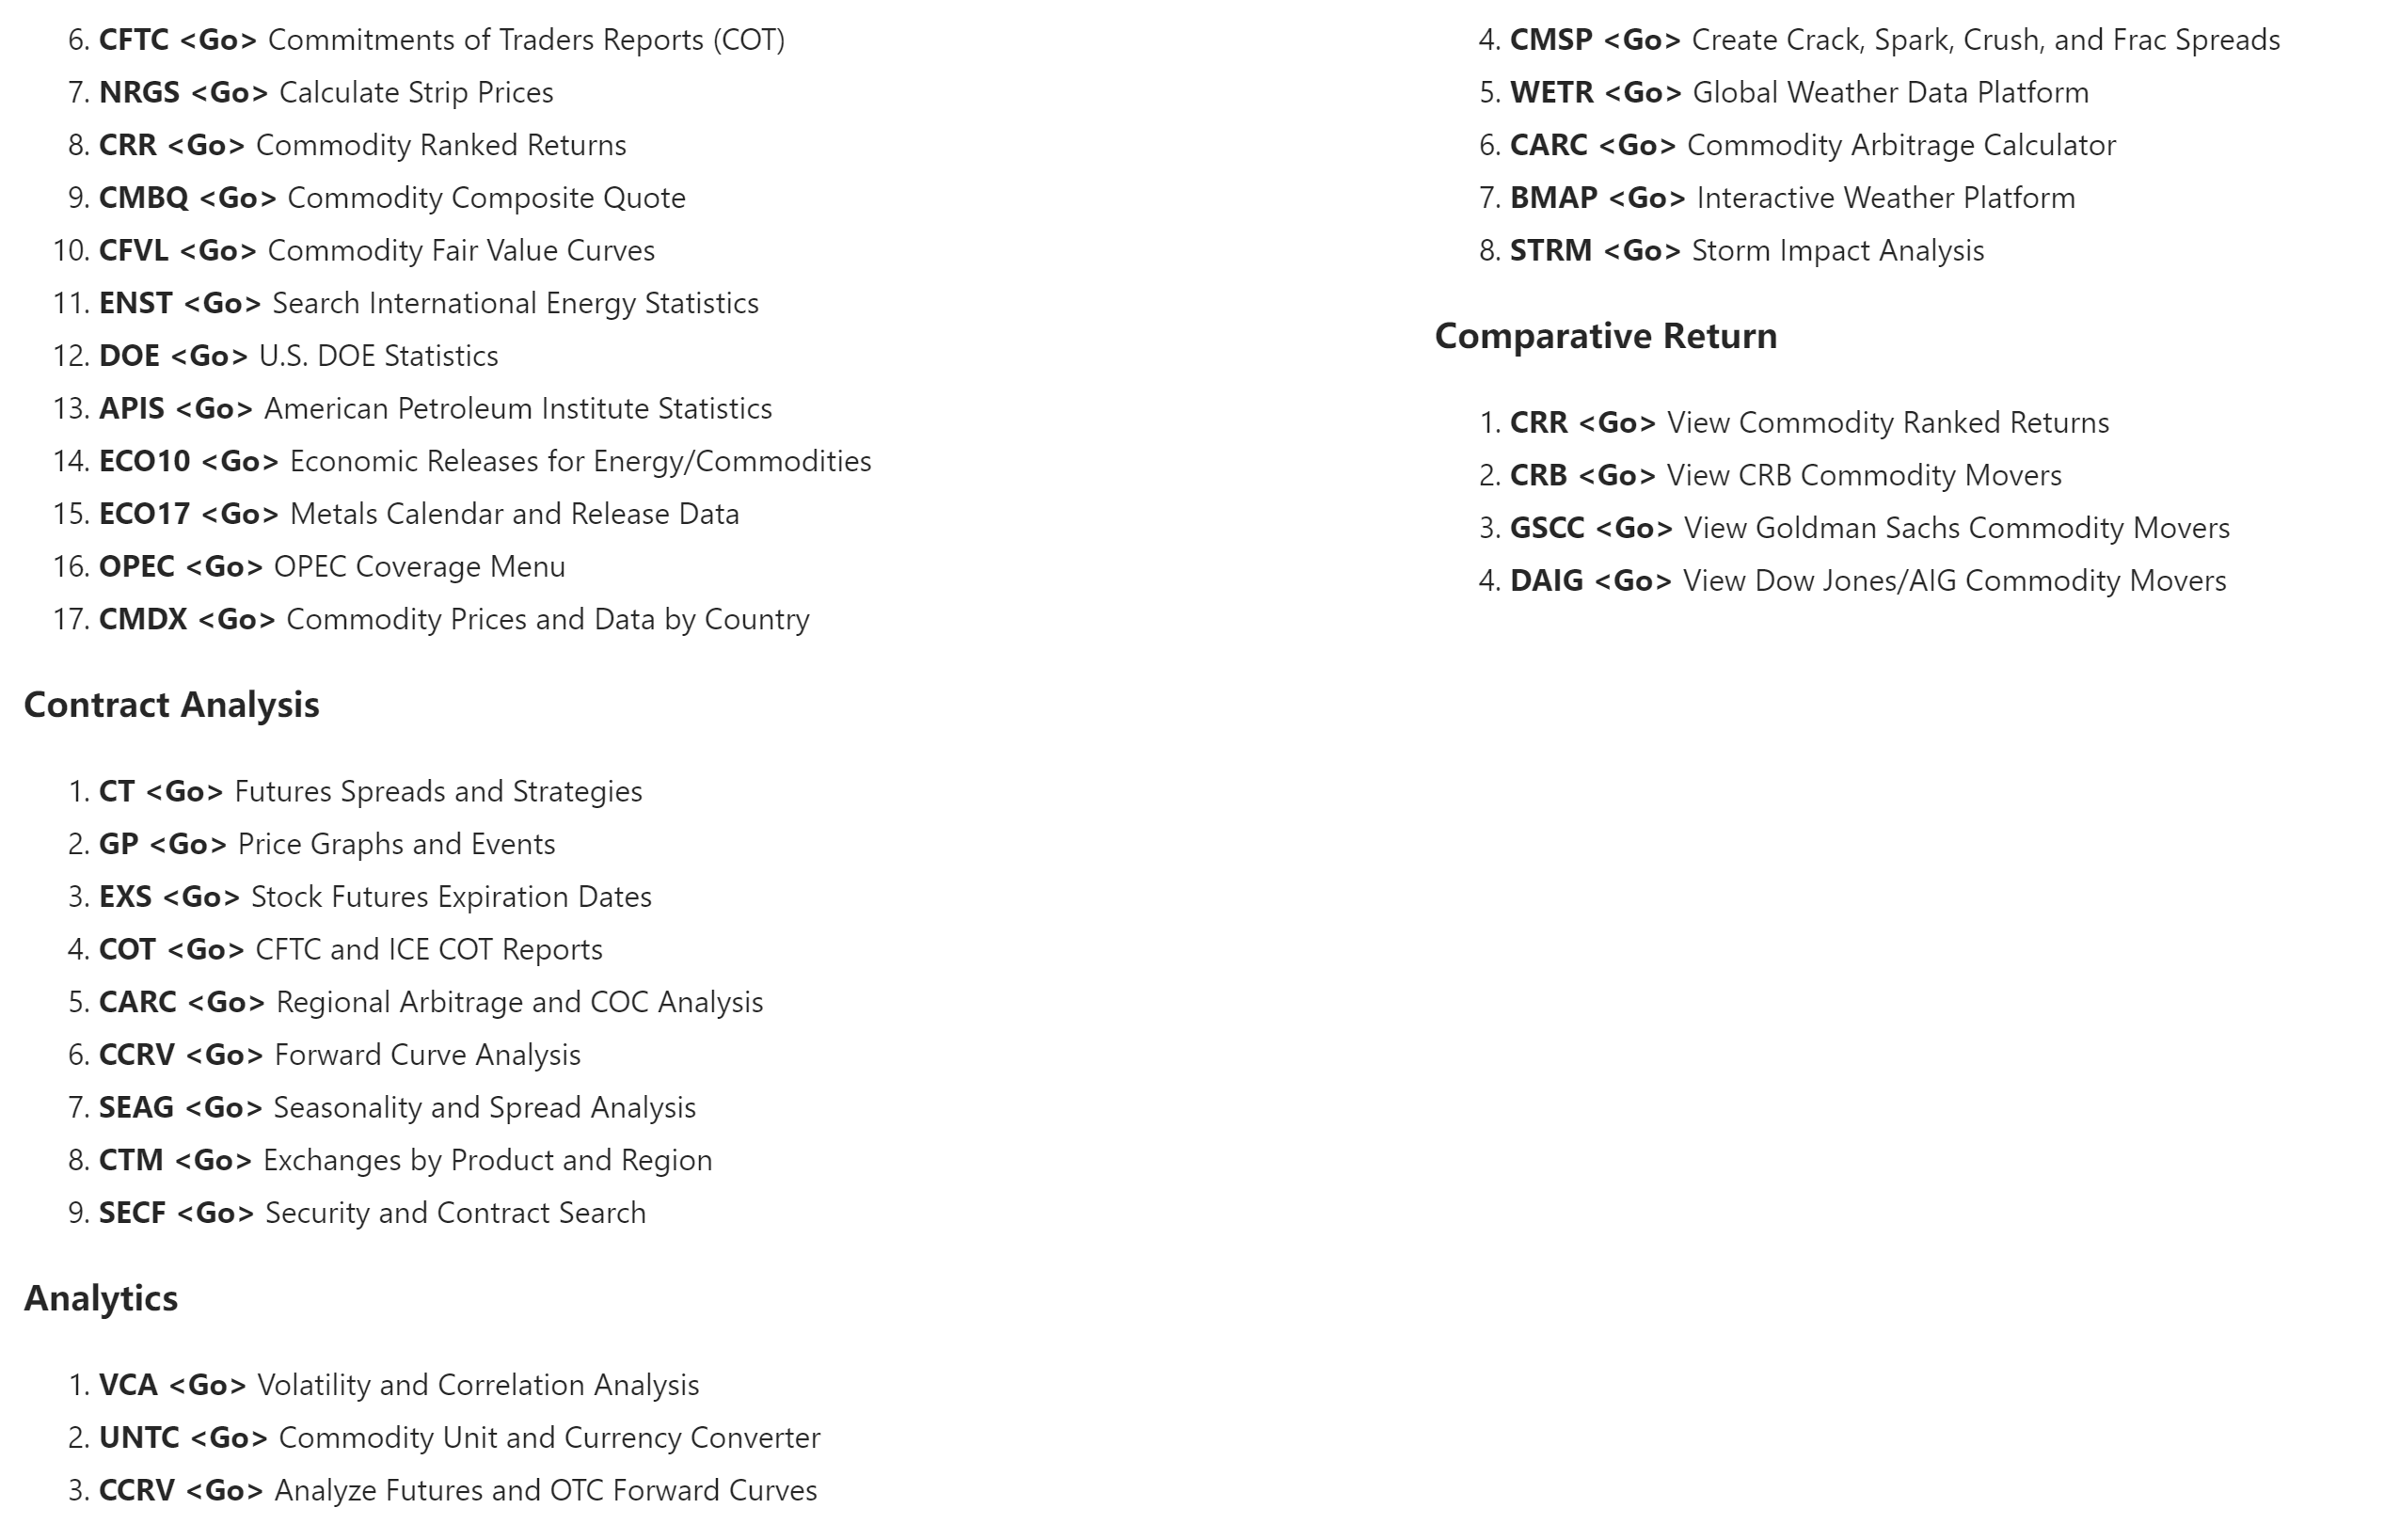 6. CFTC <Go> Commitments of Traders Reports (COT)
7. NRGS <Go> Calculate Strip Prices
8. CRR <Go> Commodity Ranked Returns
9. CMBQ <Go> Commodity Composite Quote
10. CFVL <Go> Commodity Fair Value Curves
11. ENST <Go> Search International Energy Statistics
12. DOE <Go> U.S. DOE Statistics
13. APIS <Go> American Petroleum Institute Statistics
14. ECO10 <Go> Economic Releases for Energy/Commodities
15. ECO17 <Go> Metals Calendar and Release Data
16. OPEC <Go> OPEC Coverage Menu
17. CMDX <Go> Commodity Prices and Data by Country
Contract Analysis
1. CT <Go> Futures Spreads and Strategies
2. GP <Go> Price Graphs and Events
3. EXS <Go> Stock Futures Expiration Dates
4. COT <Go> CFTC and ICE COT Reports
5. CARC <Go> Regional Arbitrage and COC Analysis
6. CCRV <Go> Forward Curve Analysis
7. SEAG <Go> Seasonality and Spread Analysis
8. CTM <Go> Exchanges by Product and Region
9. SECF <Go> Security and Contract Search
Analytics
1. VCA <Go> Volatility and Correlation Analysis
2. UNTC <Go> Commodity Unit and Currency Converter
3. CCRV <Go> Analyze Futures and OTC Forward Curves
4. CMSP <Go> Create Crack, Spark, Crush, and Frac Spreads
5. WETR <Go> Global Weather Data Platform
6. CARC <Go> Commodity Arbitrage Calculator
7. BMAP <Go> Interactive Weather Platform
8. STRM <Go> Storm Impact Analysis
Comparative Return
1. CRR <Go> View Commodity Ranked Returns
2. CRB <Go> View CRB Commodity Movers
3. GSCC <Go> View Goldman Sachs Commodity Movers
4. DAIG <Go> View Dow Jones/AIG Commodity Movers